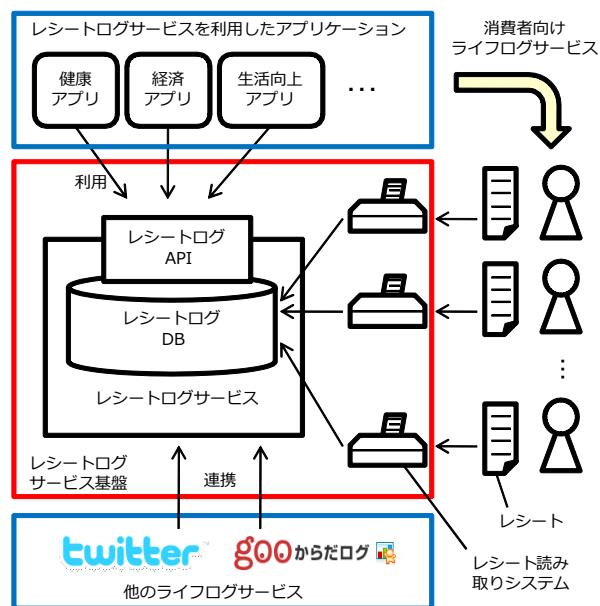 レシートログサービスを利用したアプリケーション
消費者向け
ライフログサービス
健康
アプリ
経済
アプリ
生活向上
アプリ
...
利用
レシートログ
API
レシートログ
DB
レシートログサービス
レシートログ
サービス基盤
連携
レシート
twitter
gooからだログ
他のライフログサービス
レシート読み
取りシステム